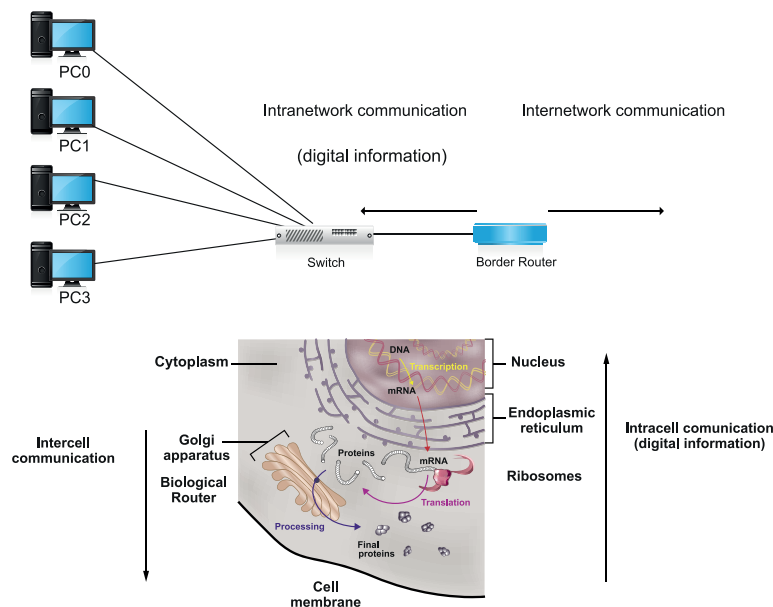 PC0
PC1
PC2
PC3
Intranetwork communication
(digital information)
Internetwork communication
Switch
Border Router
Cytoplasm
DNA
Transcription
mRNA
Nucleus
Endoplasmic
reticulum
Intercell
communication
Golgi
apparatus
Biological
Router
Proteins
mRNA
Translation
Ribosomes
Intracell comunication
(digital information)
Processing
Final
proteins
Cell
membrane